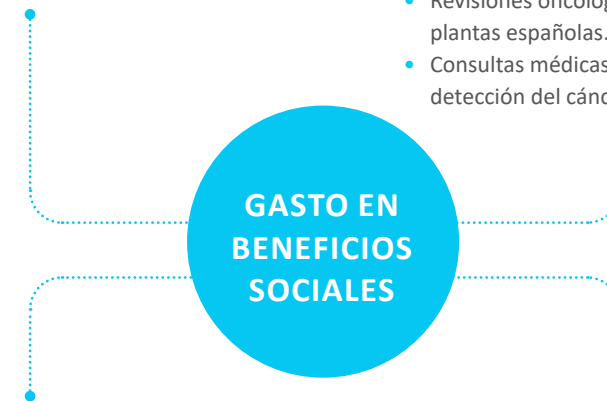 • Revisiones
plantas españolas.
• Consultas médicas
detección del
GASTO EN
BENEFICIOS
SOCIALES